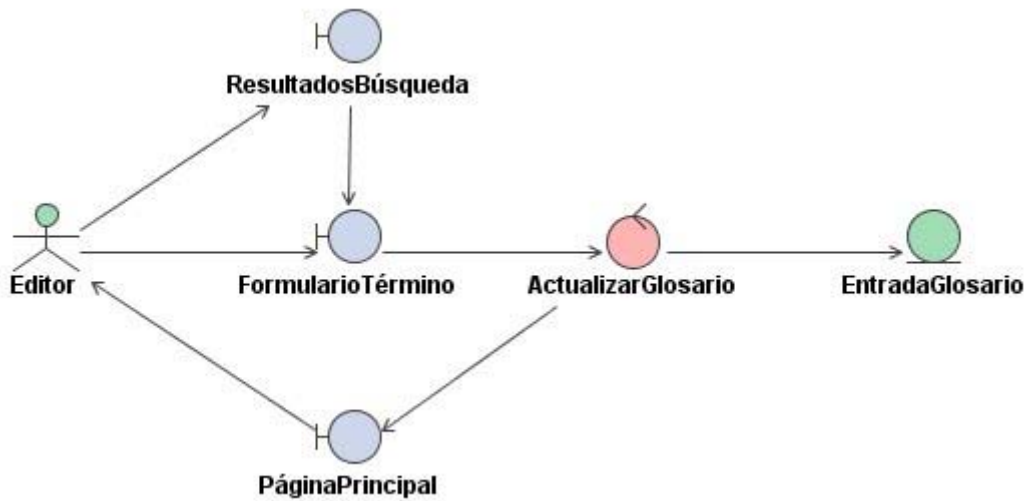 ResultadosBúsqueda
Editor
FormularioTérmino
ActualizarGlosario
EntradaGlosario
PáginaPrincipal